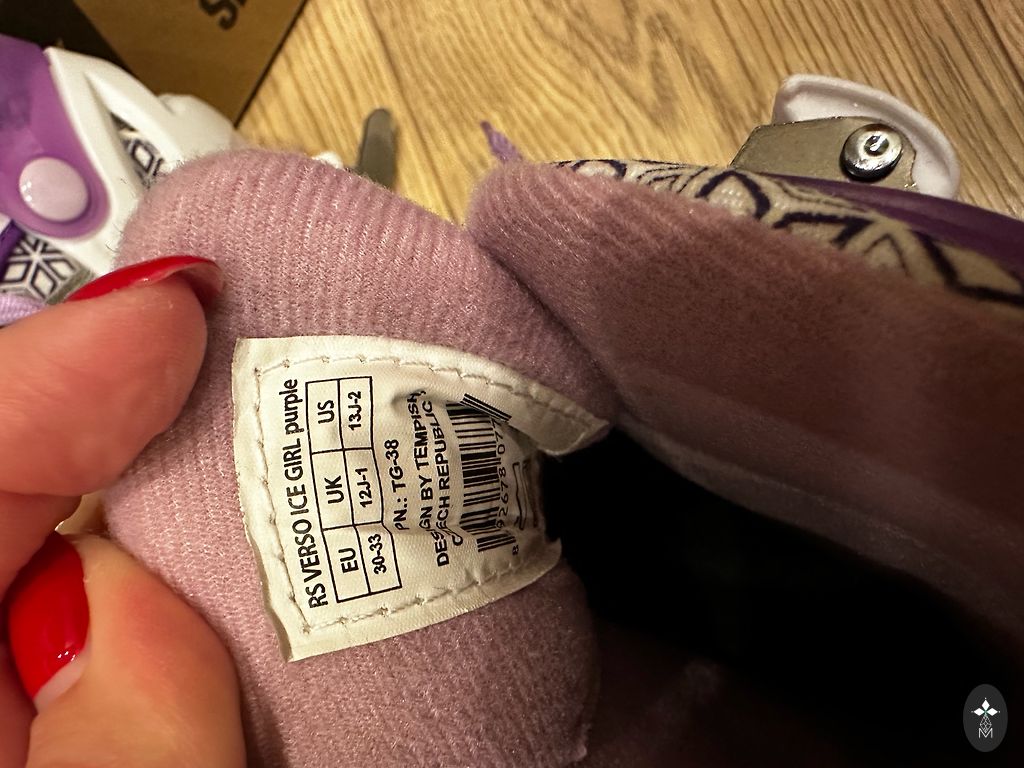 RS VERSO ICE GIRL purple
EU UK US
30-33 12J-1 13J-2
PN.: TG-38
DESIGN BY TEMPISH
CZECH REPUBLIC
M